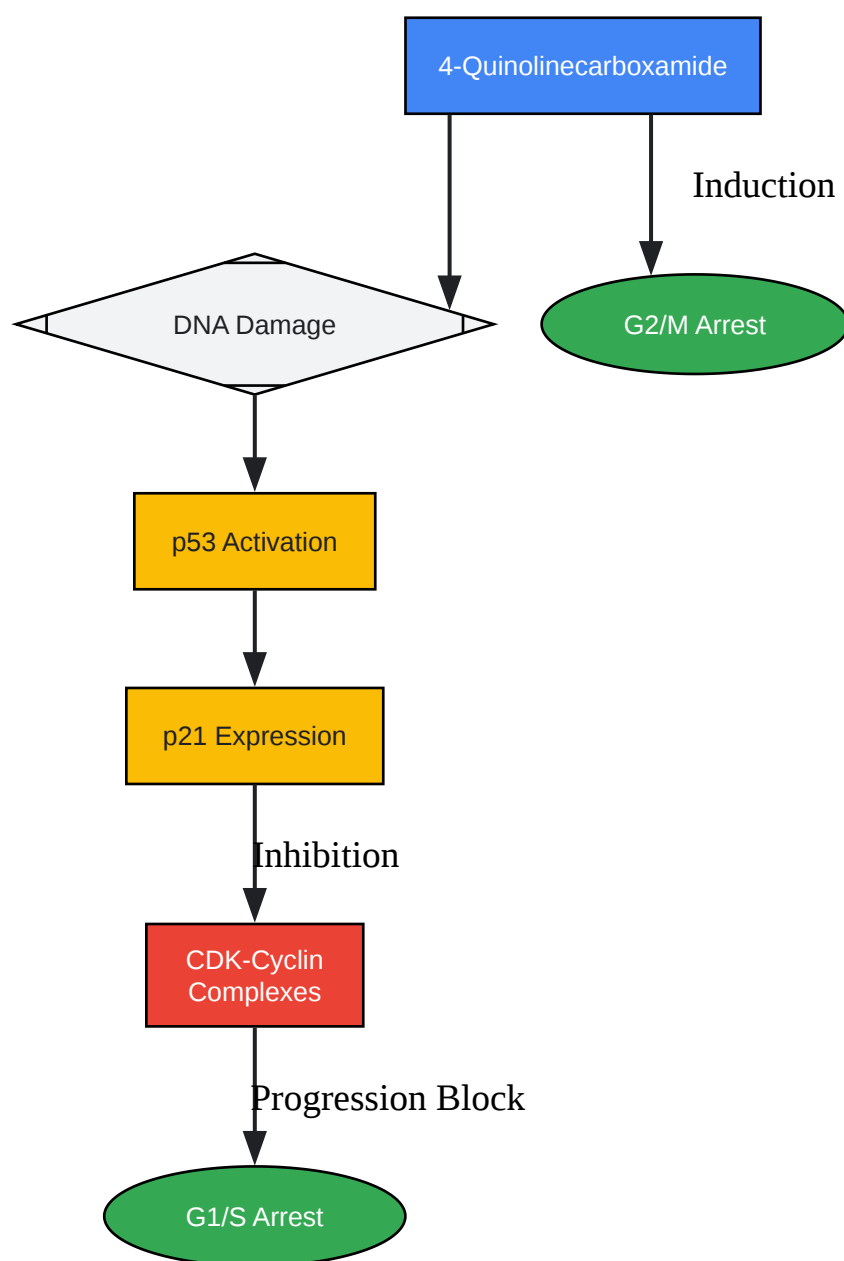 4-Quinolinecarboxamide
Induction
DNA Damage
G2/M Arrest
p53 Activation
p21 Expression
Inhibition
CDK-Cyclin
Complexes
Progression Block
G1/S Arrest